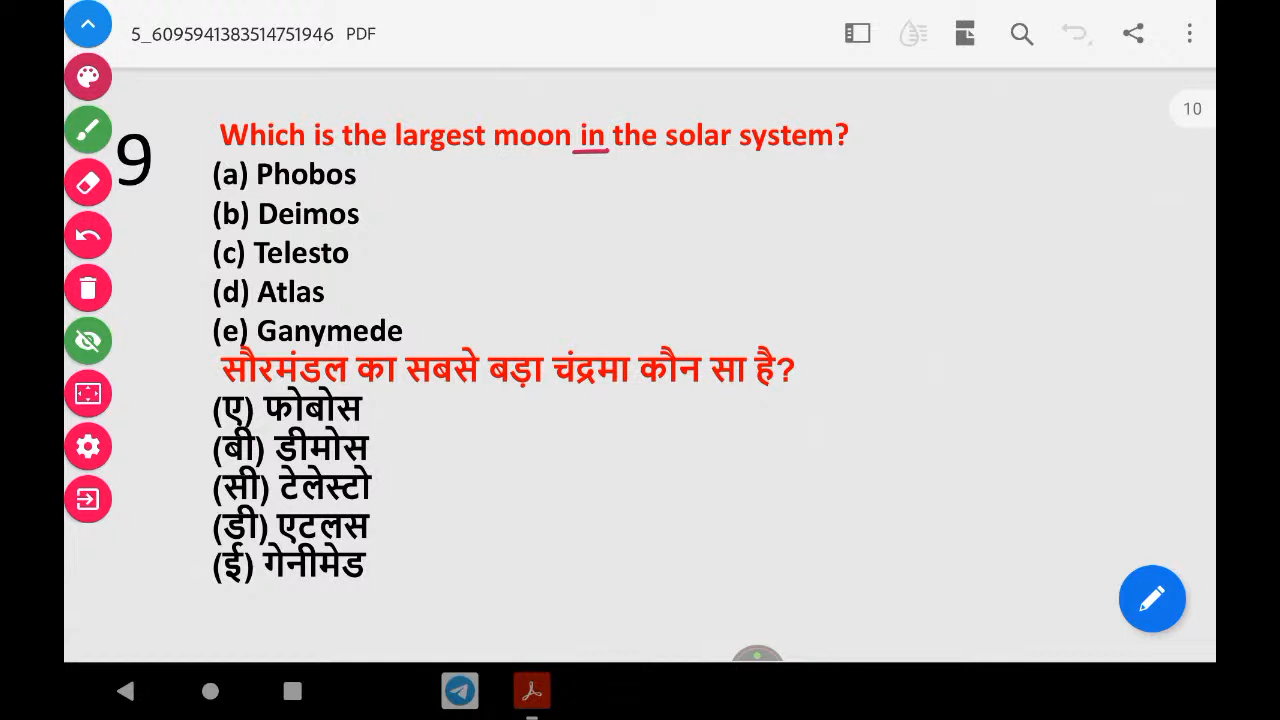 5_6095941383514751946 PDF
10
9
Which is the largest moon in the solar system?
(a) Phobos
(b) Deimos
(c) Telesto
(d) Atlas
(e) Ganymede
सौरमंडल का सबसे बड़ा चंद्रमा कौन सा है?
(ए) फोबोस
(बी) डीमोस
(सी) टेलेस्टो
(डी) एटलस
(ई) गेनीमेड